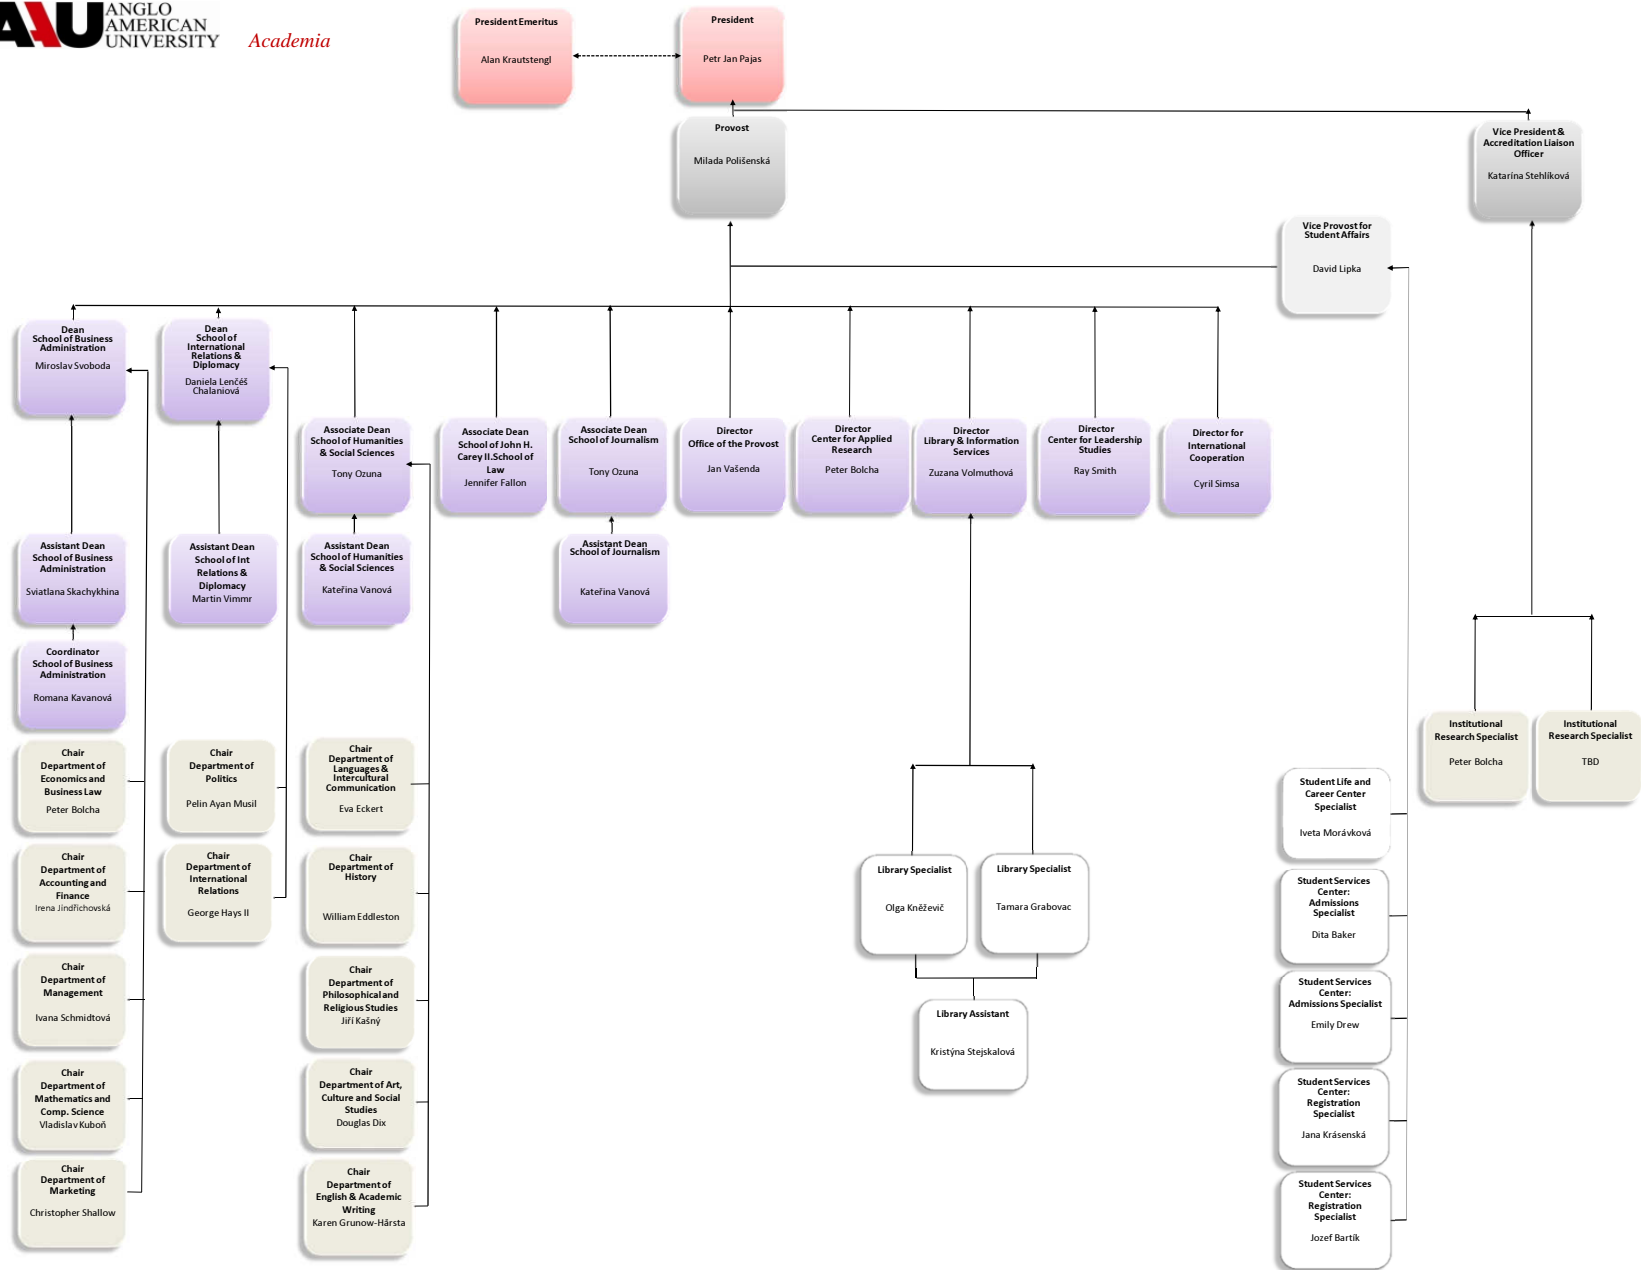 AAU ANGLO
AMERICAN
UNIVERSITY
Academia
President Emeritus
Alan Krautstengl
President
Petr Jan Pajas
Provost
Milada Polišenská
Vice President &
Accreditation Liaison
Officer
Katarína Stehlíková
Vice Provost for
Student Affairs
David Lipka
Dean
School of Business
Administration
Miroslav Svoboda
Dean
School of
International
Relations &
Diplomacy
Daniela Lenčéš
Chalaniová
Associate Dean
School of Humanities
& Social Sciences
Tony Ozuna
Associate Dean
School of John H.
Carey II.School of
Law
Jennifer Fallon
Associate Dean
School of Journalism
Tony Ozuna
Director
Office of the Provost
Jan Vašenda
Director
Center for Applied
Research
Peter Bolcha
Director
Library & Information
Services
Zuzana Volmuthová
Director
Center for Leadership
Studies
Ray Smith
Director for
International
Cooperation
Cyril Simsa
Assistant Dean
School of Business
Administration
Sviatlana Skachykhina
Assistant Dean
School of Int
Relations &
Diplomacy
Martin Vimmr
Assistant Dean
School of Humanities
& Social Sciences
Kateřina Vanová
Assistant Dean
School of Journalism
Kateřina Vanová
Coordinator
School of Business
Administration
Romana Kavanová
Chair
Department of
Economics and
Business Law
Peter Bolcha
Chair
Department of
Politics
Pelin Ayan Musil
Chair
Department of
Languages &
Intercultural
Communication
Eva Eckert
Institutional
Research Specialist
Peter Bolcha
Institutional
Research Specialist
TBD
Student Life and
Career Center
Specialist
Iveta Morávková
Chair
Department of
Accounting and
Finance
Irena Jindřichovská
Chair
Department of
International
Relations
George Hays II
Chair
Department of
History
William Eddleston
Library Specialist
Olga Kněževič
Library Specialist
Tamara Grabovac
Student Services
Center:
Admissions
Specialist
Dita Baker
Chair
Department of
Management
Ivana Schmidtová
Chair
Department of
Philosophical and
Religious Studies
Jiří Kašný
Library Assistant
Kristýna Stejskalová
Student Services
Center:
Admissions Specialist
Emily Drew
Chair
Department of
Mathematics and
Comp. Science
Vladislav Kuboň
Chair
Department of Art,
Culture and Social
Studies
Douglas Dix
Student Services
Center:
Registration
Specialist
Jana Krásenská
Chair
Department of
Marketing
Christopher Shallow
Chair
Department of
English & Academic
Writing
Karen Grunow-Hårsta
Student Services
Center:
Registration
Specialist
Jozef Bartík